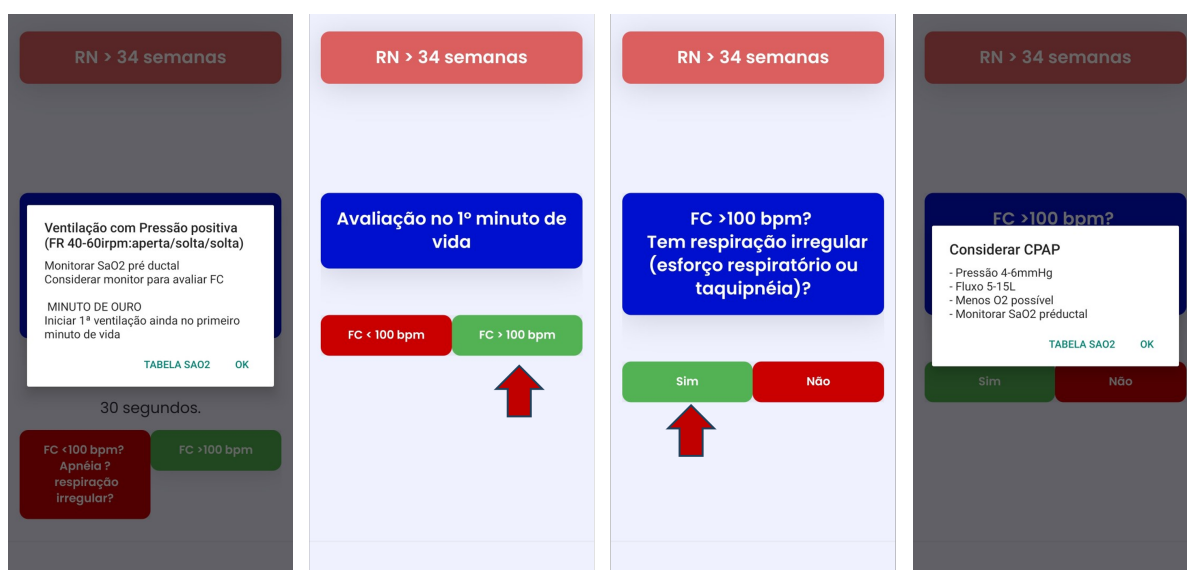 RN > 34 semanas
Ventilação com Pressão positiva
(FR 40-60irpm:aperta/solta/solta)
Monitorar SaO2 pré ductal
Considerar monitor para avaliar FC
MINUTO DE OURO
Iniciar 1ª ventilação ainda no primeiro
minuto de vida
TABELA SAO2 OK
30 segundos.
FC <100 bpm?
Apnéia ?
respiração
irregular?
FC >100 bpm
RN > 34 semanas
Avaliação no 1º minuto de
vida
FC < 100 bpm
FC > 100 bpm
RN > 34 semanas
FC >100 bpm?
Tem respiração irregular
(esforço respiratório ou
taquipnéia)?
Sim
Não
RN > 34 semanas
FC >100 bpm?
Considerar CPAP
- Pressão 4-6mmHg
- Fluxo 5-15L
- Menos O2 possível
- Monitorar SaO2 préductal
TABELA SAO2 OK
Sim
Não